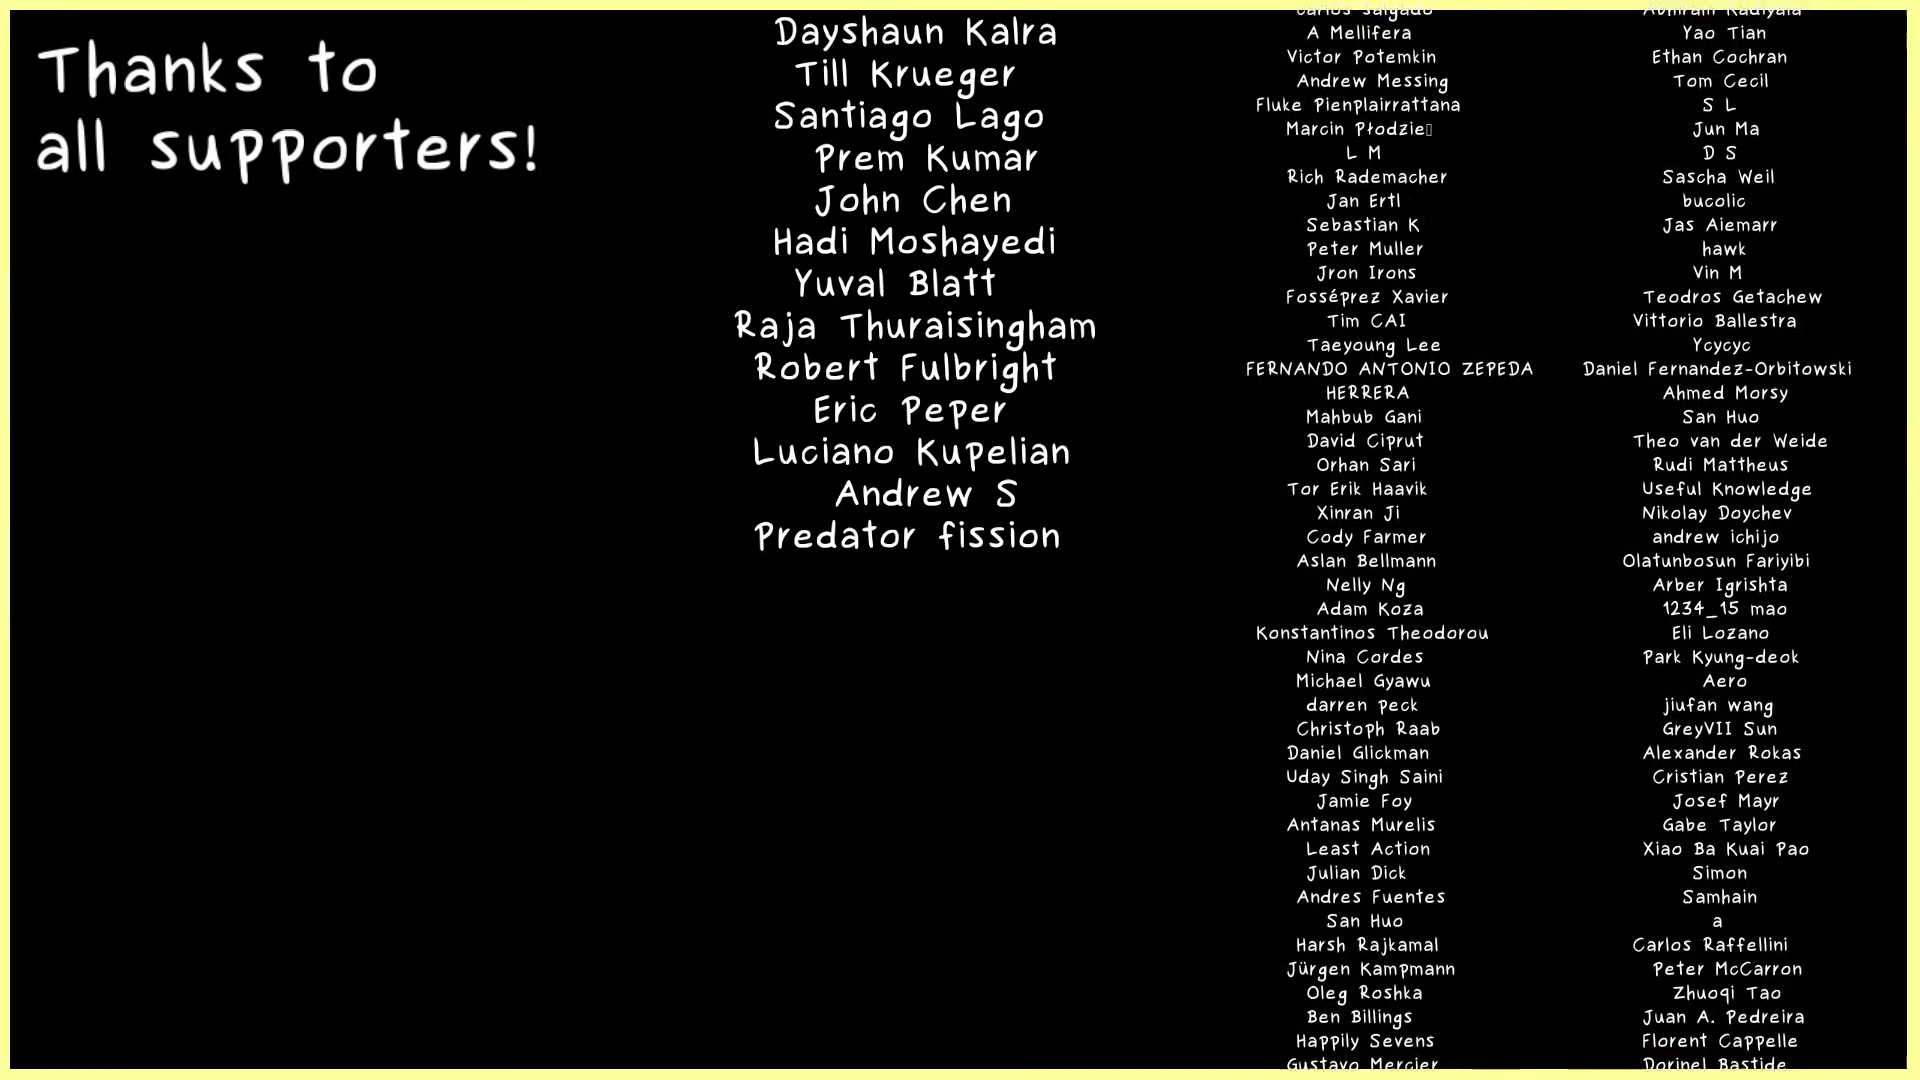 Thanks to
all supporters!
Dayshaun Kalra
Till Krueger
Santiago Lago
Prem Kumar
John Chen
Hadi Moshayedi
Yuval Blatt
Raja Thuraisingham
Robert Fulbright
Eric Peper
Luciano Kupelian
Andrew S
Predator fission
Carlos Salgado
A Mellifera
Victor Potemkin
Andrew Messing
Fluke Pienplairrattana
Marcin Płodzie▯
L M
Rich Rademacher
Jan Ertl
Sebastian K
Peter Muller
Jron Irons
Fosséprez Xavier
Tim CAI
Taeyoung Lee
FERNANDO ANTONIO ZEPEDA
HERRERA
Mahbub Gani
David Ciprut
Orhan Sari
Tor Erik Haavik
Xinran Ji
Cody Farmer
Aslan Bellmann
Nelly Ng
Adam Koza
Konstantinos Theodorou
Nina Cordes
Michael Gyawu
darren peck
Christoph Raab
Daniel Glickman
Uday Singh Saini
Jamie Foy
Antanas Murelis
Least Action
Julian Dick
Andres Fuentes
San Huo
Harsh Rajkamal
Jürgen Kampmann
Oleg Roshka
Ben Billings
Happily Sevens
Gustavo Mercier
Yao Tian
Ethan Cochran
Tom Cecil
S L
Jun Ma
D S
Sascha Weil
bucolic
Jas Aiemarr
hawk
Vin M
Teodros Getachew
Vittorio Ballestra
Ycycyc
Daniel Fernandez-Orbitowski
Ahmed Morsy
San Huo
Theo van der Weide
Rudi Mattheus
Useful Knowledge
Nikolay Doychev
andrew ichijo
Olatunbosun Fariyibi
Arber Igrishta
1234_15 mao
Eli Lozano
Park Kyung-deok
Aero
jiufan wang
GreyVII Sun
Alexander Rokas
Cristian Perez
Josef Mayr
Gabe Taylor
Xiao Ba Kuai Pao
Simon
Samhain
a
Carlos Raffellini
Peter McCarron
Zhuoqi Tao
Juan A. Pedreira
Florent Cappelle
Dorinel Bastide